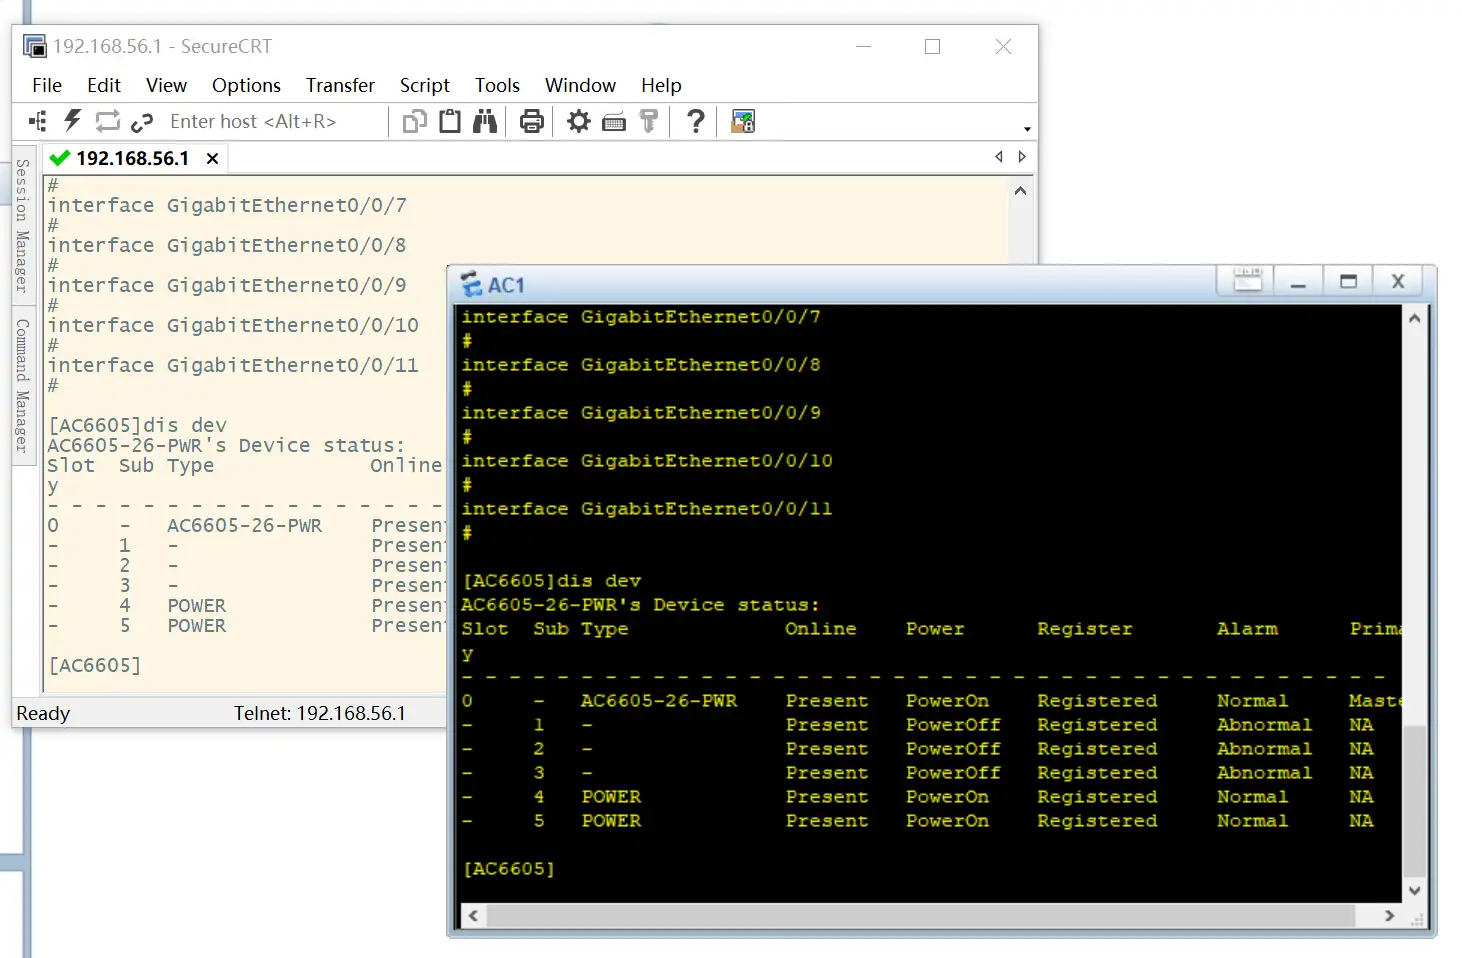 192.168.56.1 - SecureCRT
File Edit View Options Transfer Script Tools Window Help
Enter host <Alt+R>
192.168.56.1
Session Manager
Command Manager
#
interface GigabitEthernet0/0/7
#
interface GigabitEthernet0/0/8
#
interface GigabitEthernet0/0/9
#
interface GigabitEthernet0/0/10
#
interface GigabitEthernet0/0/11
#
[AC6605]dis dev
AC6605-26-PWR's Device status:
Slot Sub Type Online
y
- - - - - - - - - - - - - - - - -
0 - AC6605-26-PWR Presen
- 1 - Presen
- 2 - Presen
- 3 - Presen
- 4 POWER Presen
- 5 POWER Presen
[AC6605]
Ready Telnet: 192.168.56.1
AC1
interface GigabitEthernet0/0/7
#
interface GigabitEthernet0/0/8
#
interface GigabitEthernet0/0/9
#
interface GigabitEthernet0/0/10
#
interface GigabitEthernet0/0/11
#
[AC6605]dis dev
AC6605-26-PWR's Device status:
Slot Sub Type Online Power Register Alarm Prima
y
- - - - - - - - - - - - - - - - - - - - - - - - - - - - - - - - - - - - - - -
0 - AC6605-26-PWR Present PowerOn Registered Normal Maste
- 1 - Present PowerOff Registered Abnormal NA
- 2 - Present PowerOff Registered Abnormal NA
- 3 - Present PowerOff Registered Abnormal NA
- 4 POWER Present PowerOn Registered Normal NA
- 5 POWER Present PowerOn Registered Normal NA
[AC6605]